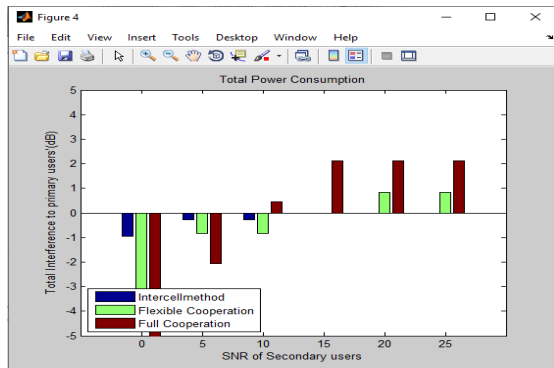 Figure 4
File Edit View Insert Tools Desktop Window Help
Total Power Consumption
Total Interference to primary users'(dB)
5
4
3
2
1
0
-1
-2
-3
-4
-5
Intercellmethod
Flexible Cooperation
Full Cooperation
0 5 10 15 20 25
SNR of Secondary users